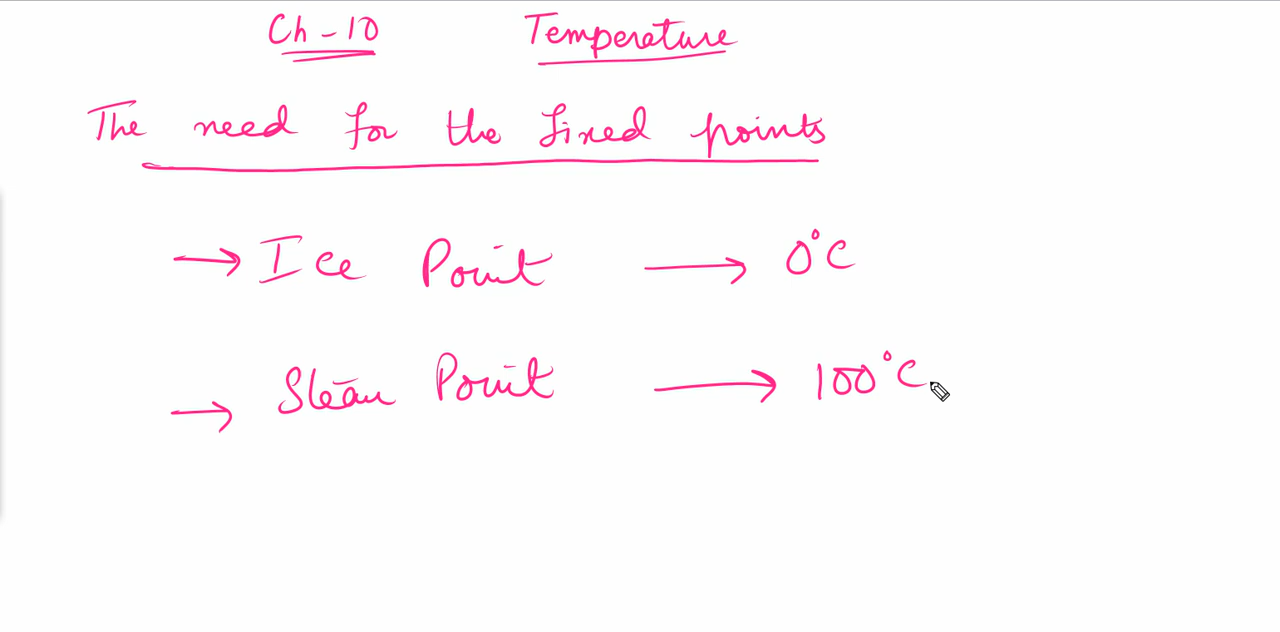 Ch - 10 Temperature
The need for the fixed points
→ Ice Point → 0°C
→ Steam Point → 100°C